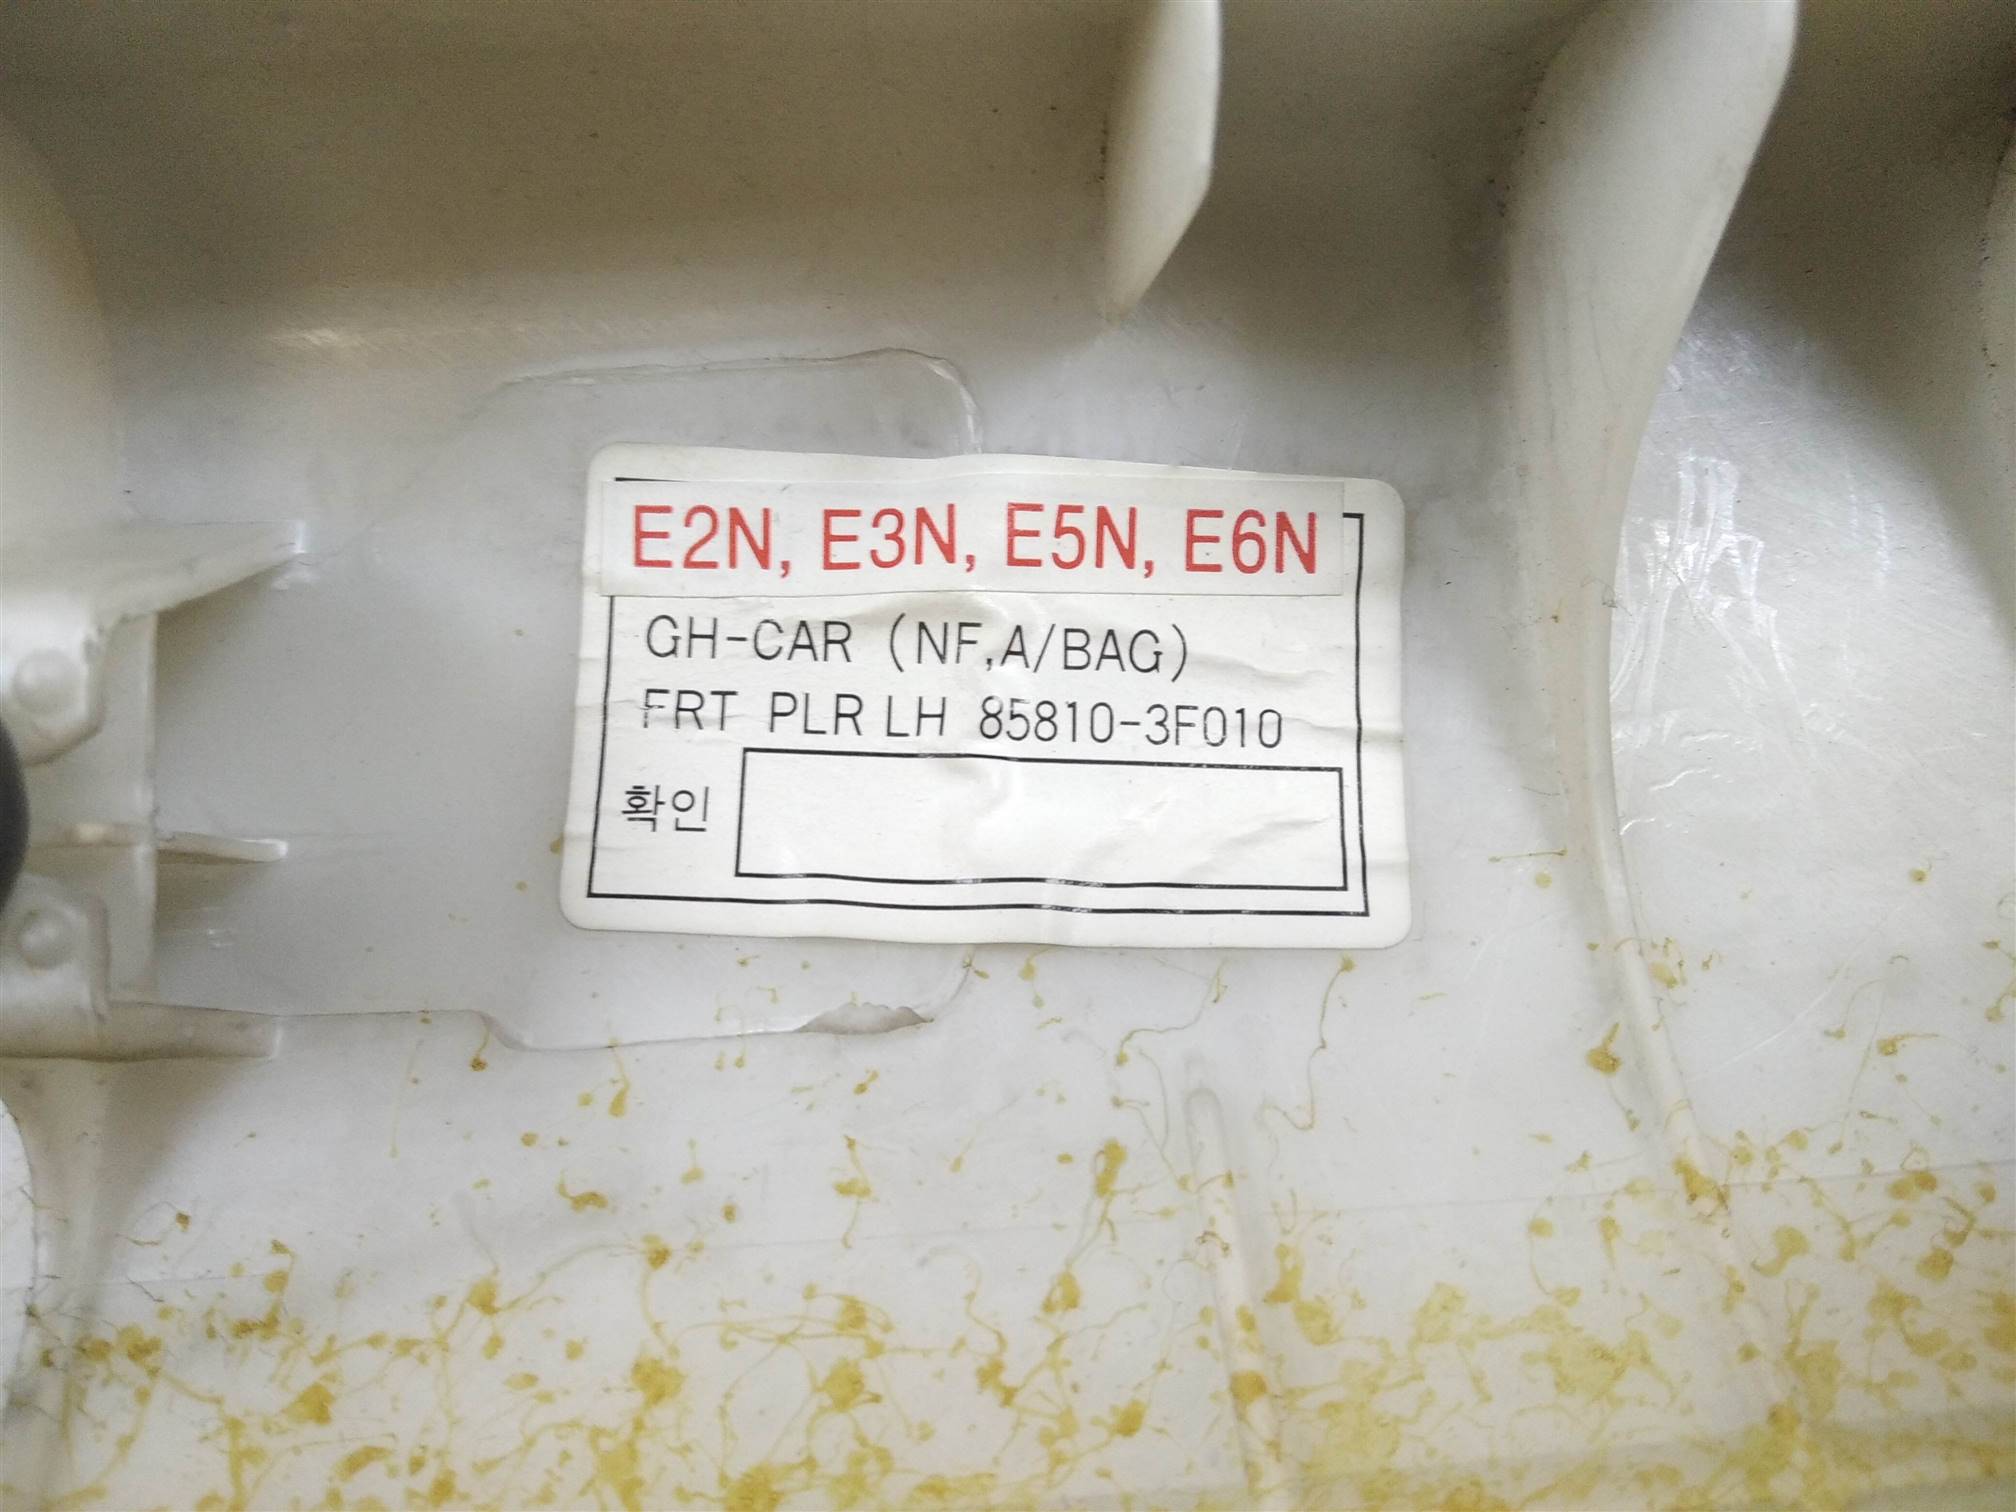 E2N, E3N, E5N, E6N
GH-CAR (NF,A/BAG)
FRT PLR LH 85810-3F010
확인